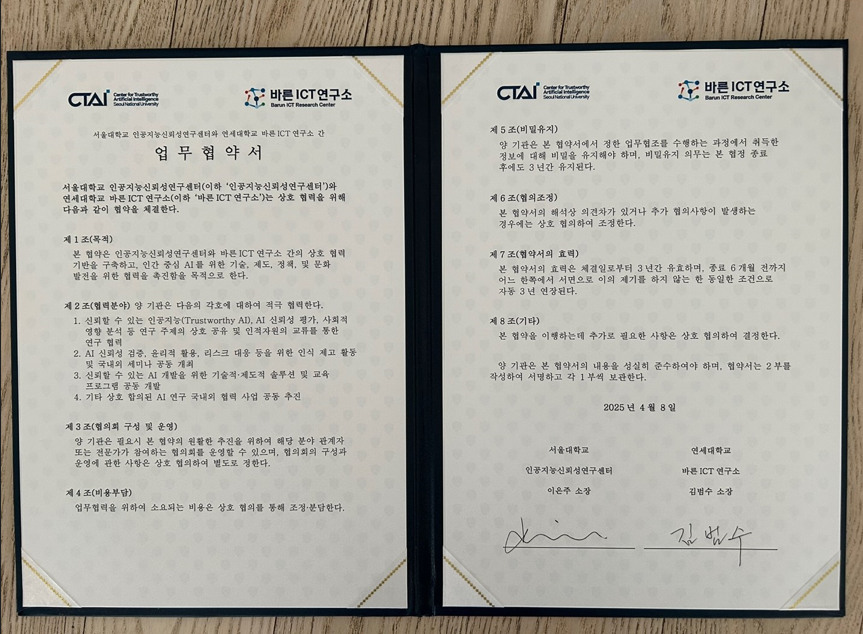 CTAI
Center for Trustworthy
Artificial Intelligence
Seoul National University
바른ICT연구소
Barun ICT Research Center
서울대학교 인공지능신뢰성연구센터와 연세대학교 바른ICT연구소 간
업무협약서
서울대학교 인공지능신뢰성연구센터(이하 ‘인공지능신뢰성연구센터’)와
연세대학교 바른ICT연구소(이하 ‘바른ICT연구소’)는 상호 협력을 위해
다음과 같이 협약을 체결한다.
제1조(목적)
본 협약은 인공지능신뢰성연구센터와 바른ICT연구소 간의 상호 협력
기반을 구축하고, 인간 중심 AI를 위한 기술, 제도, 정책, 및 문화
발전을 위한 협력을 촉진함을 목적으로 한다.
제2조(협력분야) 양 기관은 다음의 각호에 대하여 적극 협력한다.
1. 신뢰할 수 있는 인공지능(Trustworthy AI), AI 신뢰성 평가, 사회적
영향 분석 등 연구 주제의 상호 공유 및 인적자원의 교류를 통한
연구 협력
2. AI 신뢰성 검증, 윤리적 활용, 리스크 대응 등을 위한 인식 제고 활동
및 국내외 세미나 공동 개최
3. 신뢰할 수 있는 AI 개발을 위한 기술적·제도적 솔루션 및 교육
프로그램 공동 개발
4. 기타 상호 합의된 AI 연구 국내외 협력 사업 공동 추진
제3조(협의회 구성 및 운영)
양 기관은 필요시 본 협약의 원활한 추진을 위하여 해당 분야 관계자
또는 전문가가 참여하는 협의회를 운영할 수 있으며, 협의회의 구성과
운영에 관한 사항은 상호 협의하여 별도로 정한다.
제4조(비용부담)
업무협력을 위하여 소요되는 비용은 상호 협의를 통해 조정·분담한다.
CTAI
Center for Trustworthy
Artificial Intelligence
Seoul National University
바른ICT연구소
Barun ICT Research Center
제5조(비밀유지)
양 기관은 본 협약서에서 정한 업무협조를 수행하는 과정에서 취득한
정보에 대해 비밀을 유지해야 하며, 비밀유지 의무는 본 협정 종료
후에도 3년간 유지된다.
제6조(협의조정)
본 협약서의 해석상 의견차가 있거나 추가 협의사항이 발생하는
경우에는 상호 협의하여 조정한다.
제7조(협약서의 효력)
본 협약서의 효력은 체결일로부터 3년간 유효하며, 종료 6개월 전까지
어느 한쪽에서 서면으로 이의 제기를 하지 않는 한 동일한 조건으로
자동 3년 연장된다.
제8조(기타)
본 협약을 이행하는데 추가로 필요한 사항은 상호 협의하여 결정한다.
양 기관은 본 협약서의 내용을 성실히 준수하여야 하며, 협약서는 2부를
작성하여 서명하고 각 1부씩 보관한다.
2025년 4월 8일
서울대학교
인공지능신뢰성연구센터
이은주 소장
연세대학교
바른ICT연구소
김범수 소장
김범수